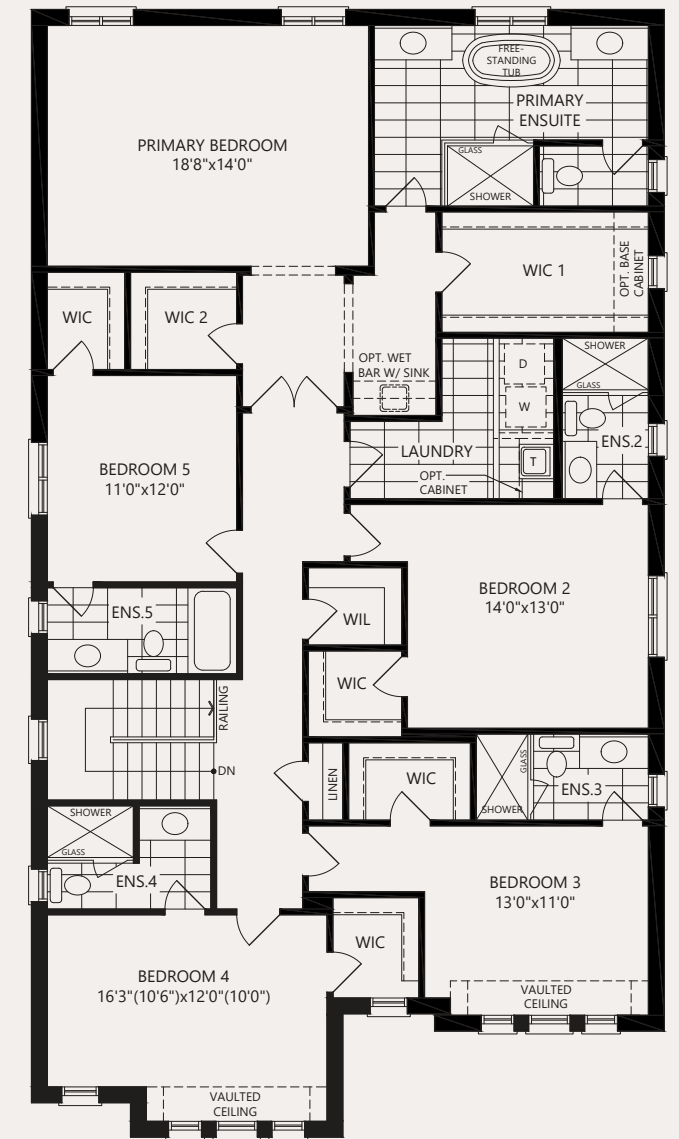 FREE-
STANDING
TUB
PRIMARY
ENSUITE
PRIMARY BEDROOM
18'8"x14'0"
GLASS
SHOWER
WIC 1
OPT. BASE
CABINET
WIC
WIC 2
OPT. WET
BAR W/ SINK
D
W
SHOWER
GLASS
ENS.2
LAUNDRY
T
OPT.
CABINET
BEDROOM 5
11'0"x12'0"
BEDROOM 2
14'0"x13'0"
ENS.5
WIL
WIC
RAILING
DN
LINEN
WIC
GLASS
SHOWER
ENS.3
SHOWER
GLASS
ENS.4
BEDROOM 3
13'0"x11'0"
WIC
BEDROOM 4
16'3"(10'6")x12'0"(10'0")
VAULTED
CEILING
VAULTED
CEILING